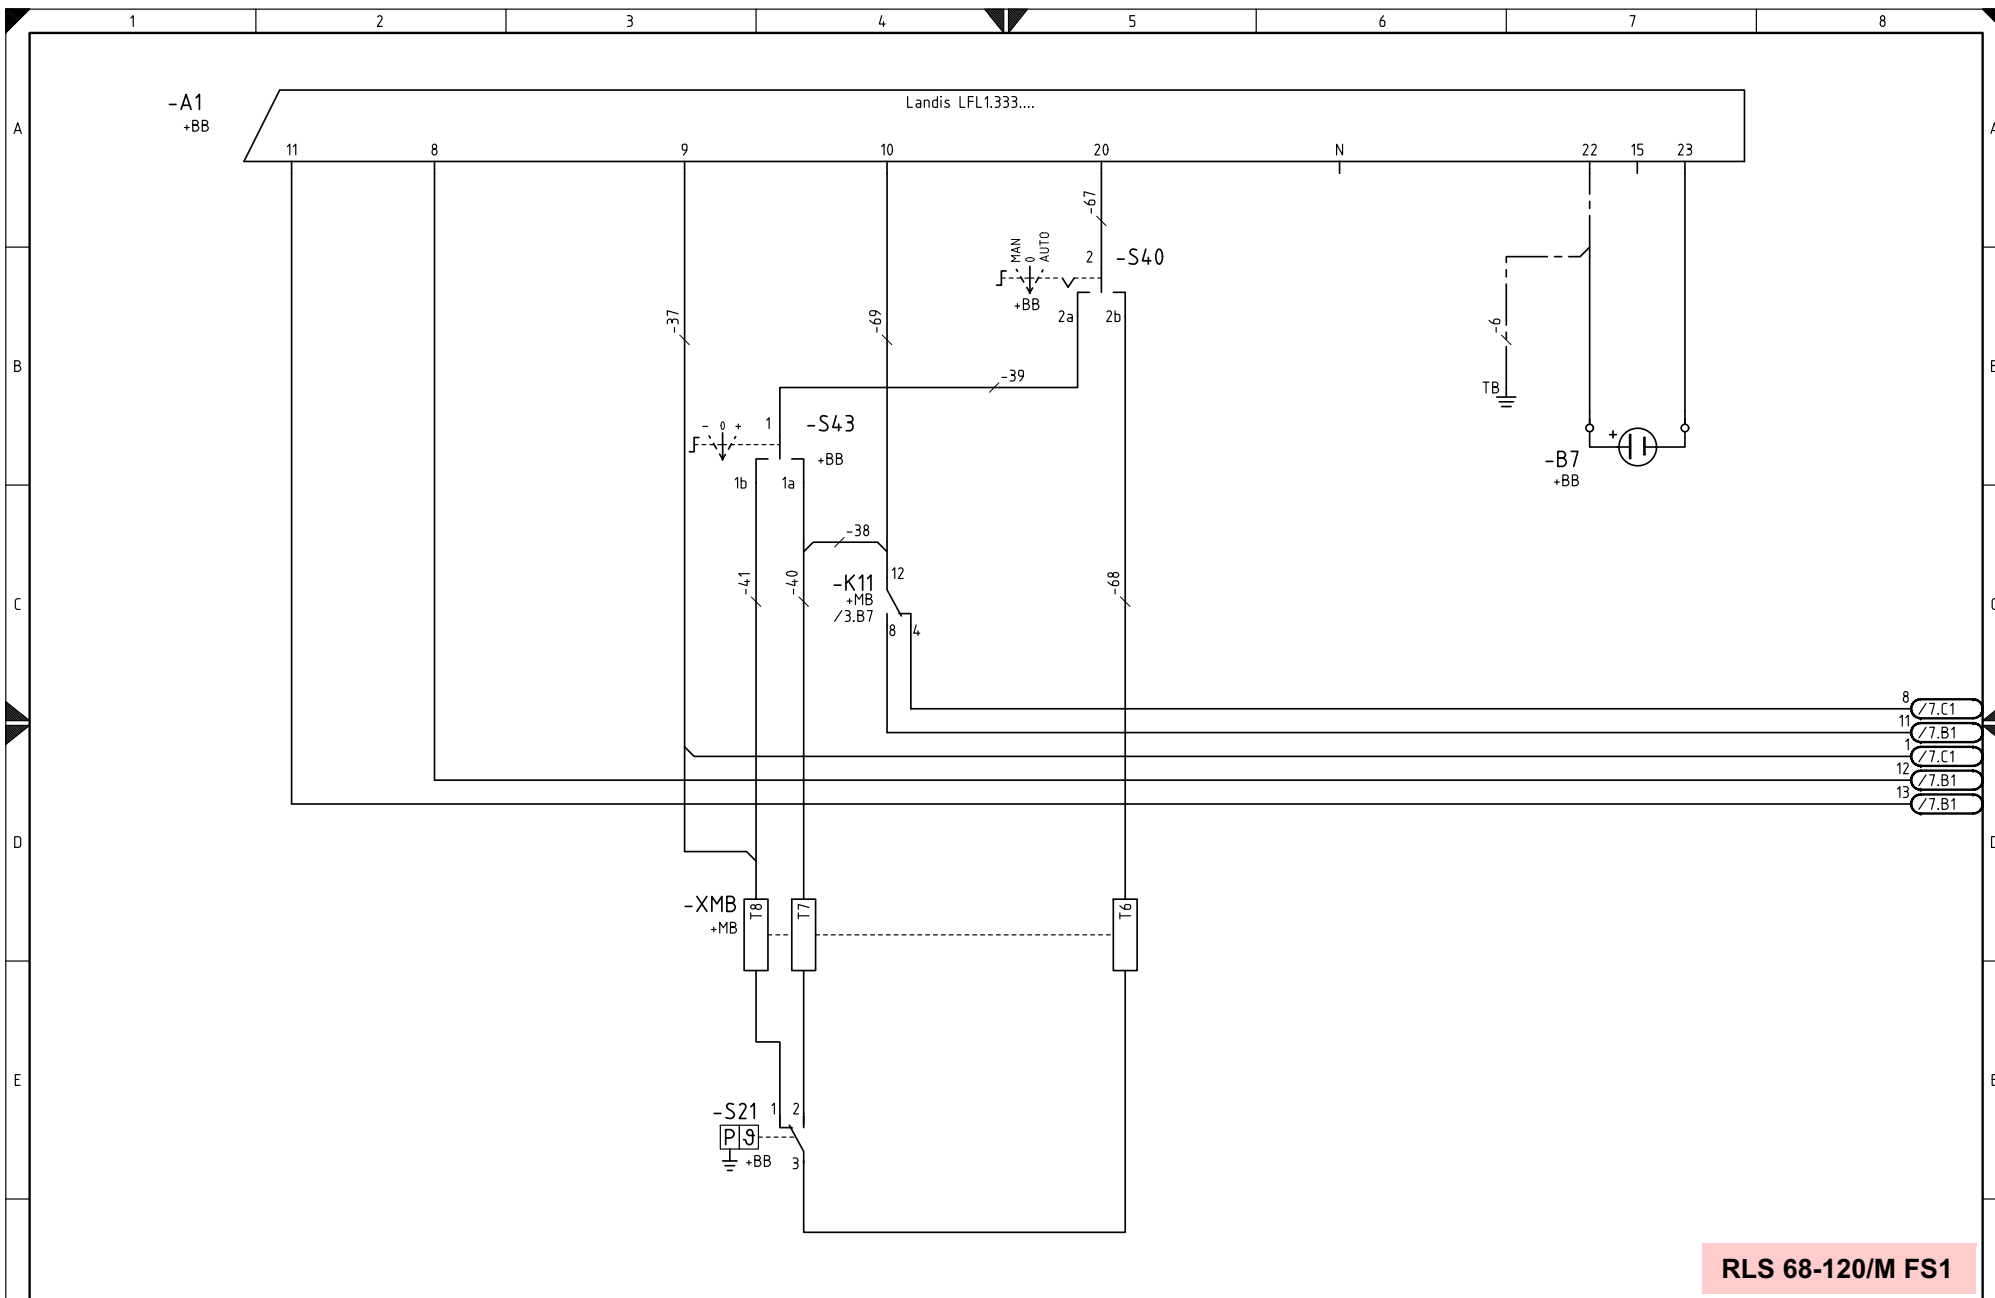 1 2 3 4 5 6 7 8
-A1
Landis LFL1.333....
+BB
A
11 8 9 10 20 N 22 15 23
-67
MAN
0
AUTO
2
-S40
+BB
2a
2b
-37
-69
-6
B
-39
TB
- 0 +
1
-S43
+BB
-B7
+
+BB
1b
1a
-38
-41
-40
-K11
12
-68
+MB
C
/3.B7
8
4
8
/7.C1
11
/7.B1
1
/7.C1
12
/7.B1
13
/7.B1
D
-XMB
T8
T7
T6
+MB
E
-S21
1
2
P ϑ
+BB
3
RLS 68-120/M FS1